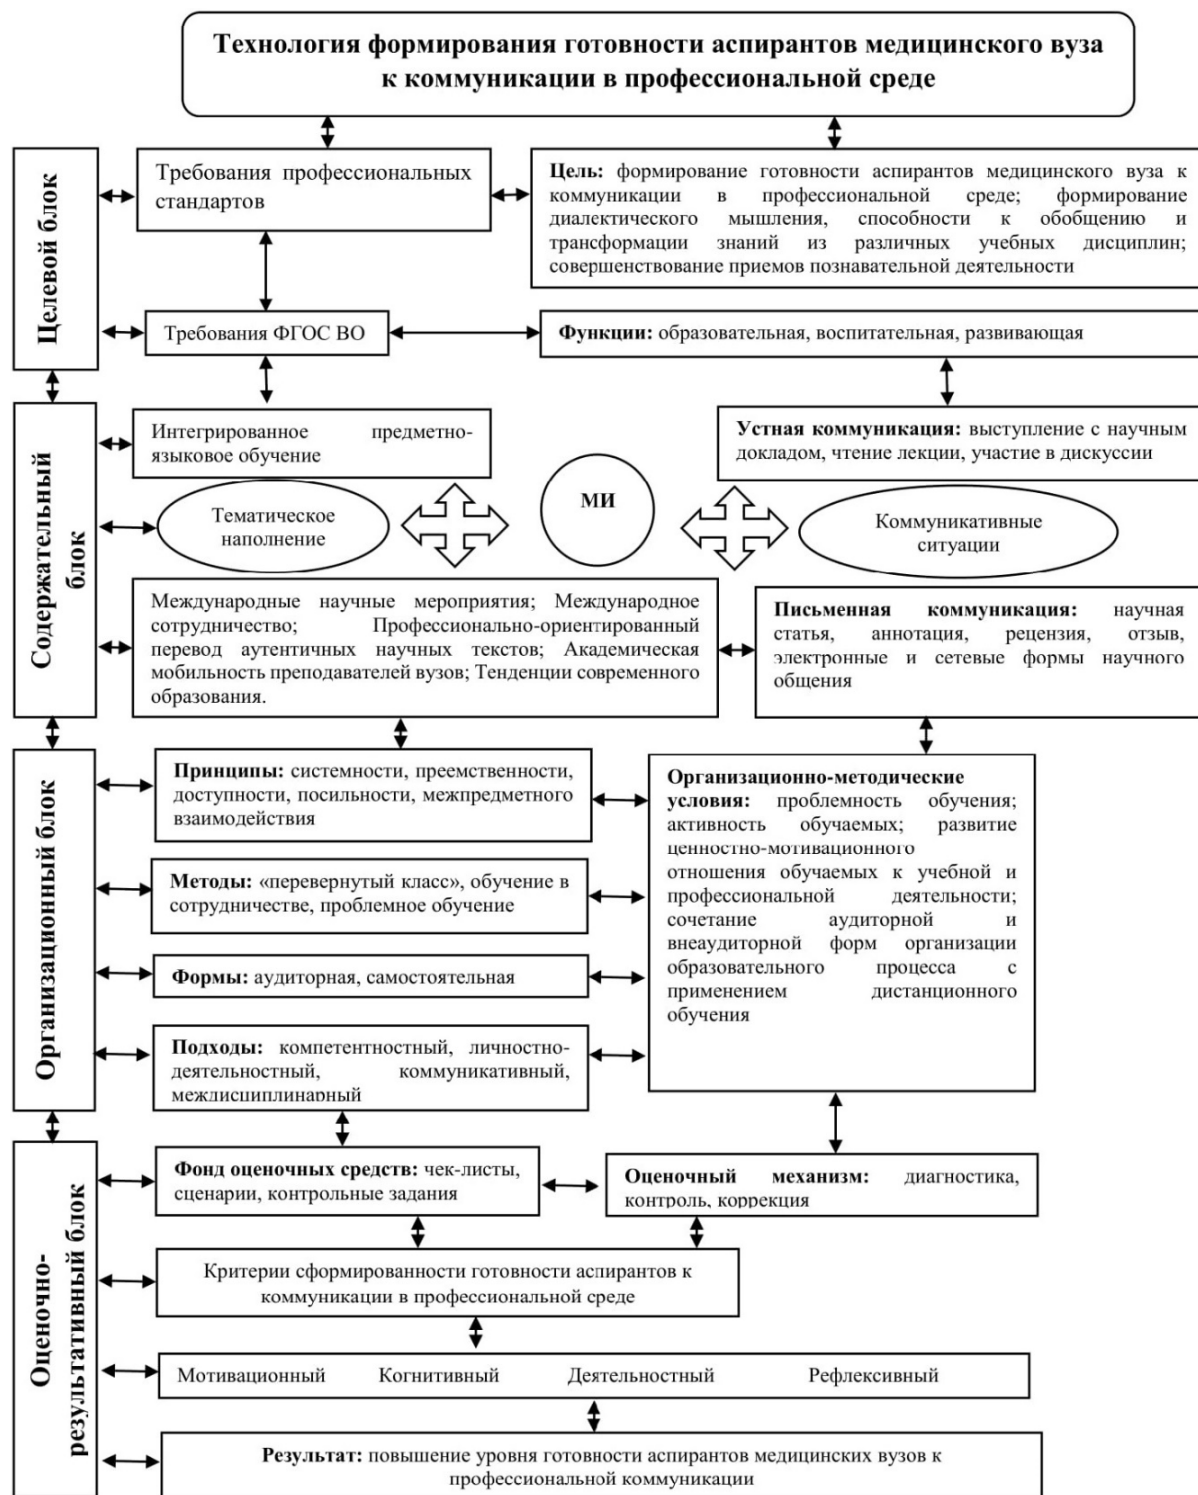 Технология формирования готовности аспирантов медицинского вуза
к коммуникации в профессиональной среде
Целевой блок
Требования профессиональных
стандартов
Цель: формирование готовности аспирантов медицинского вуза к
коммуникации в профессиональной среде; формирование
диалектического мышления, способности к обобщению и
трансформации знаний из различных учебных дисциплин;
совершенствование приемов познавательной деятельности
Требования ФГОС ВО
Функции: образовательная, воспитательная, развивающая
Содержательный
блок
Интегрированное предметно-
языковое обучение
Устная коммуникация: выступление с научным
докладом, чтение лекции, участие в дискуссии
Тематическое
наполнение
МИ
Коммуникативные
ситуации
Международные научные мероприятия; Международное
сотрудничество; Профессионально-ориентированный
перевод аутентичных научных текстов; Академическая
мобильность преподавателей вузов; Тенденции современного
образования.
Письменная коммуникация: научная
статья, аннотация, рецензия, отзыв,
электронные и сетевые формы научного
общения
Организационный блок
Принципы: системности, преемственности,
доступности, посильности, межпредметного
взаимодействия
Организационно-методические
условия: проблемность обучения;
активность обучаемых; развитие
ценностно-мотивационного
отношения обучаемых к учебной и
профессиональной деятельности;
сочетание аудиторной и
внеаудиторной форм организации
образовательного процесса с
применением дистанционного
обучения
Методы: «перевернутый класс», обучение в
сотрудничестве, проблемное обучение
Формы: аудиторная, самостоятельная
Подходы: компетентностный, личностно-
деятельностный, коммуникативный,
междисциплинарный
Оценочно-
результативный блок
Фонд оценочных средств: чек-листы,
сценарии, контрольные задания
Оценочный механизм: диагностика,
контроль, коррекция
Критерии сформированности готовности аспирантов к
коммуникации в профессиональной среде
Мотивационный Когнитивный Деятельностный Рефлексивный
Результат: повышение уровня готовности аспирантов медицинских вузов к
профессиональной коммуникации